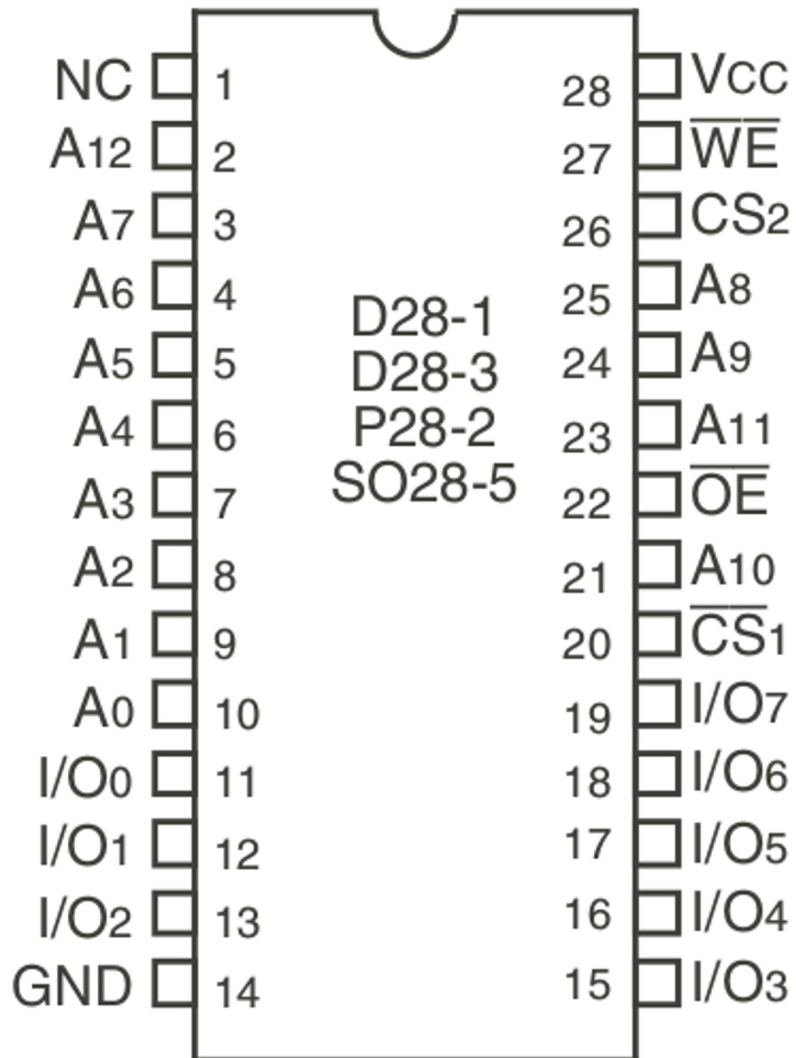 NC 1 28 VCC
A12 2 27 W̅E̅
A7 3 26 CS2
A6 4 25 A8
A5 5 24 A9
A4 6 23 A11
A3 7 22 O̅E̅
A2 8 21 A10
A1 9 20 C̅S̅1
A0 10 19 I/O7
I/O0 11 18 I/O6
I/O1 12 17 I/O5
I/O2 13 16 I/O4
GND 14 15 I/O3
D28-1
D28-3
P28-2
SO28-5